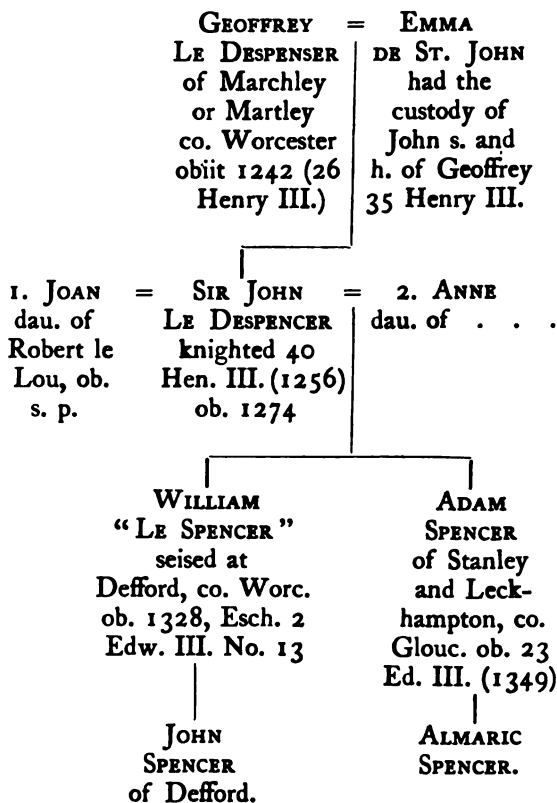 GEOFFREY = EMMA
LE DESPENSER
of Marchley
or Martley
co. Worcester
obiit 1242 (26
Henry III.)
DE ST. JOHN
had the
custody of
John s. and
h. of Geoffrey
35 Henry III.
1. JOAN = SIR JOHN = 2. ANNE
dau. of
Robert le
Lou, ob.
s. p.
LE DESPENCER
knighted 40
Hen. III. (1256)
ob. 1274
dau. of . . .
WILLIAM
"LE SPENCER"
seised at
Defford, co. Worc.
ob. 1328, Esch. 2
Edw. III. No. 13
ADAM
SPENCER
of Stanley
and Leck-
hampton, co.
Glouc. ob. 23
Ed. III. (1349)
JOHN
SPENCER
of Defford.
ALMARIC
SPENCER.